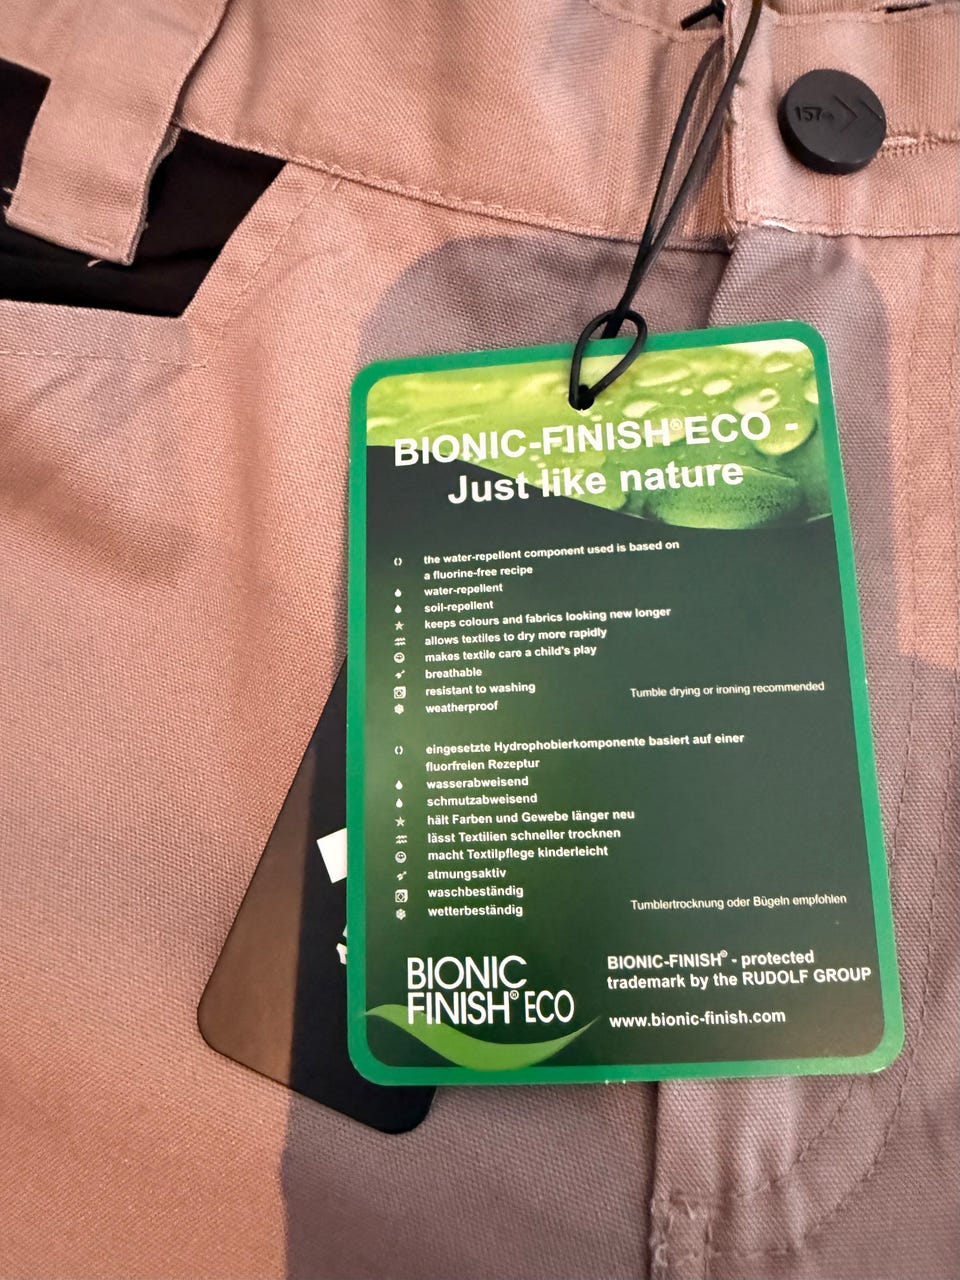 157
BIONIC-FINISH®ECO -
Just like nature
the water-repellent component used is based on
a fluorine-free recipe
water-repellent
soil-repellent
keeps colours and fabrics looking new longer
allows textiles to dry more rapidly
makes textile care a child's play
breathable
resistant to washing
Tumble drying or ironing recommended
weatherproof
eingesetzte Hydrophobierkomponente basiert auf einer
fluorfreien Rezeptur
wasserabweisend
schmutzabweisend
hält Farben und Gewebe länger neu
lässt Textilien schneller trocknen
macht Textilpflege kinderleicht
atmungsaktiv
waschbeständig
wetterbeständig
Tumblertrocknung oder Bügeln empfohlen
BIONIC
FINISH® ECO
BIONIC-FINISH® - protected
trademark by the RUDOLF GROUP
www.bionic-finish.com